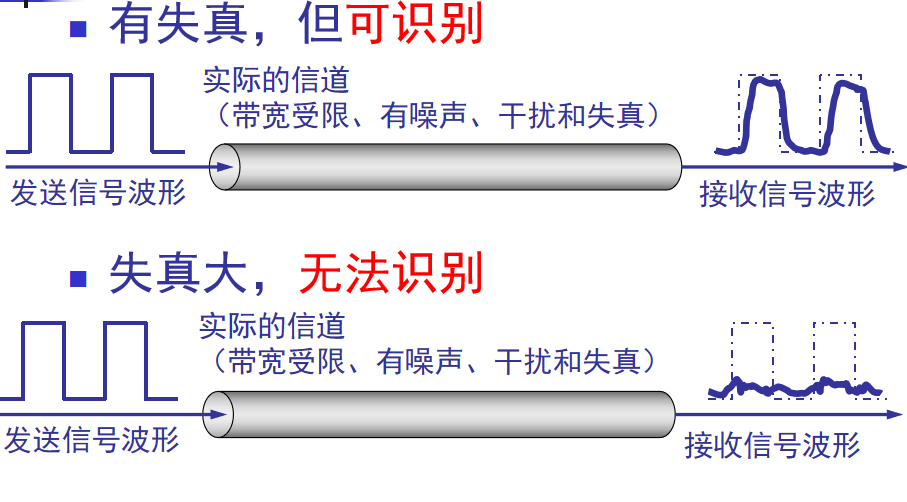 有失真，但可识别
实际的信道
（带宽受限、有噪声、干扰和失真）
发送信号波形
接收信号波形
失真大，无法识别
实际的信道
（带宽受限、有噪声、干扰和失真）
发送信号波形
接收信号波形